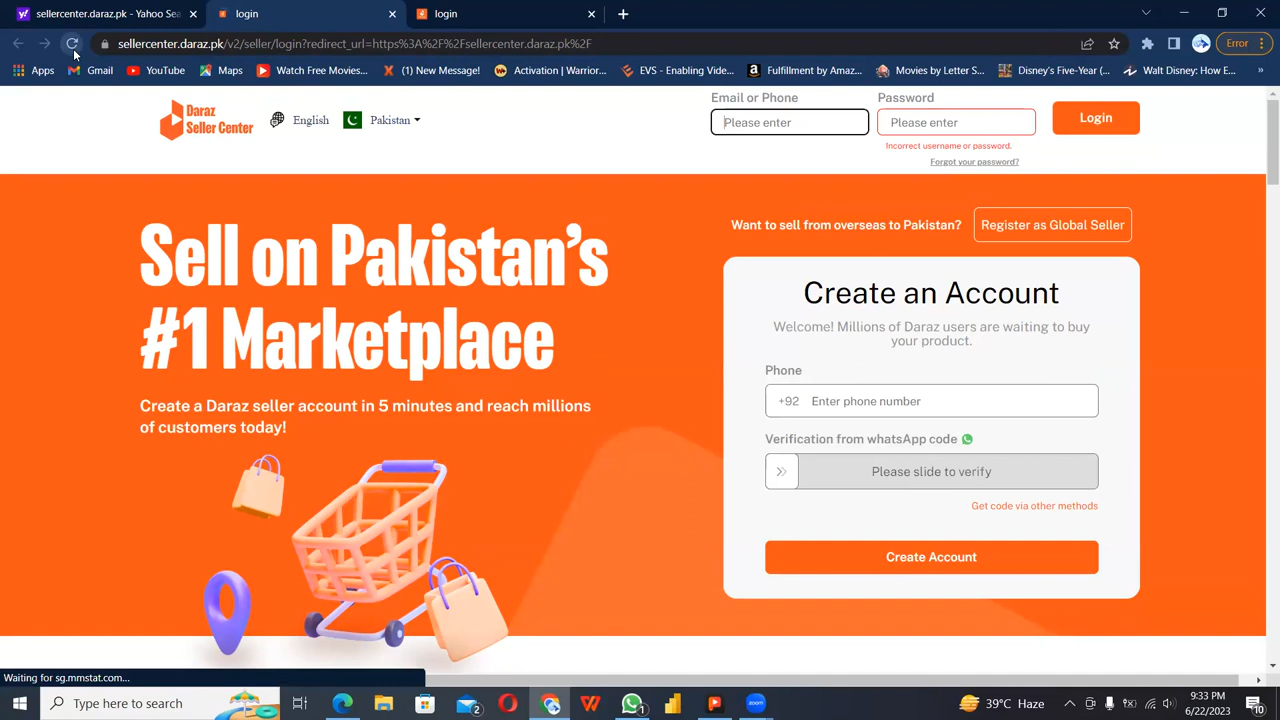 daraz.pk - Yahoo Sea
login
login
sellercenter.daraz.pk/v2/seller/login?redirect_url=https%3A%2F%2Fsellercenter.daraz.pk%2F
Error
Apps
Gmail
YouTube
Maps
Watch Free Movies...
(1) New Message!
Activation | Warrior...
EVS - Enabling Video...
Fulfillment by Amaz...
Movies by Letter S...
Disney's Five-Year (...
Walt Disney: How E...
»
Daraz
Seller Center
English
Pakistan
Email or Phone
Password
Please enter
Please enter
Login
Incorrect username or password.
Forgot your password?
Sell on Pakistan's
#1 Marketplace
Create a Daraz seller account in 5 minutes and reach millions
of customers today!
Want to sell from overseas to Pakistan?
Register as Global Seller
Create an Account
Welcome! Millions of Daraz users are waiting to buy
your product.
Phone
+92 Enter phone number
Verification from whatsApp code
Please slide to verify
Get code via other methods
Create Account
Waiting for sg.mmstat.com...
Type here to search
2
1
zoom
39°C Haze
9:33 PM
6/22/2023